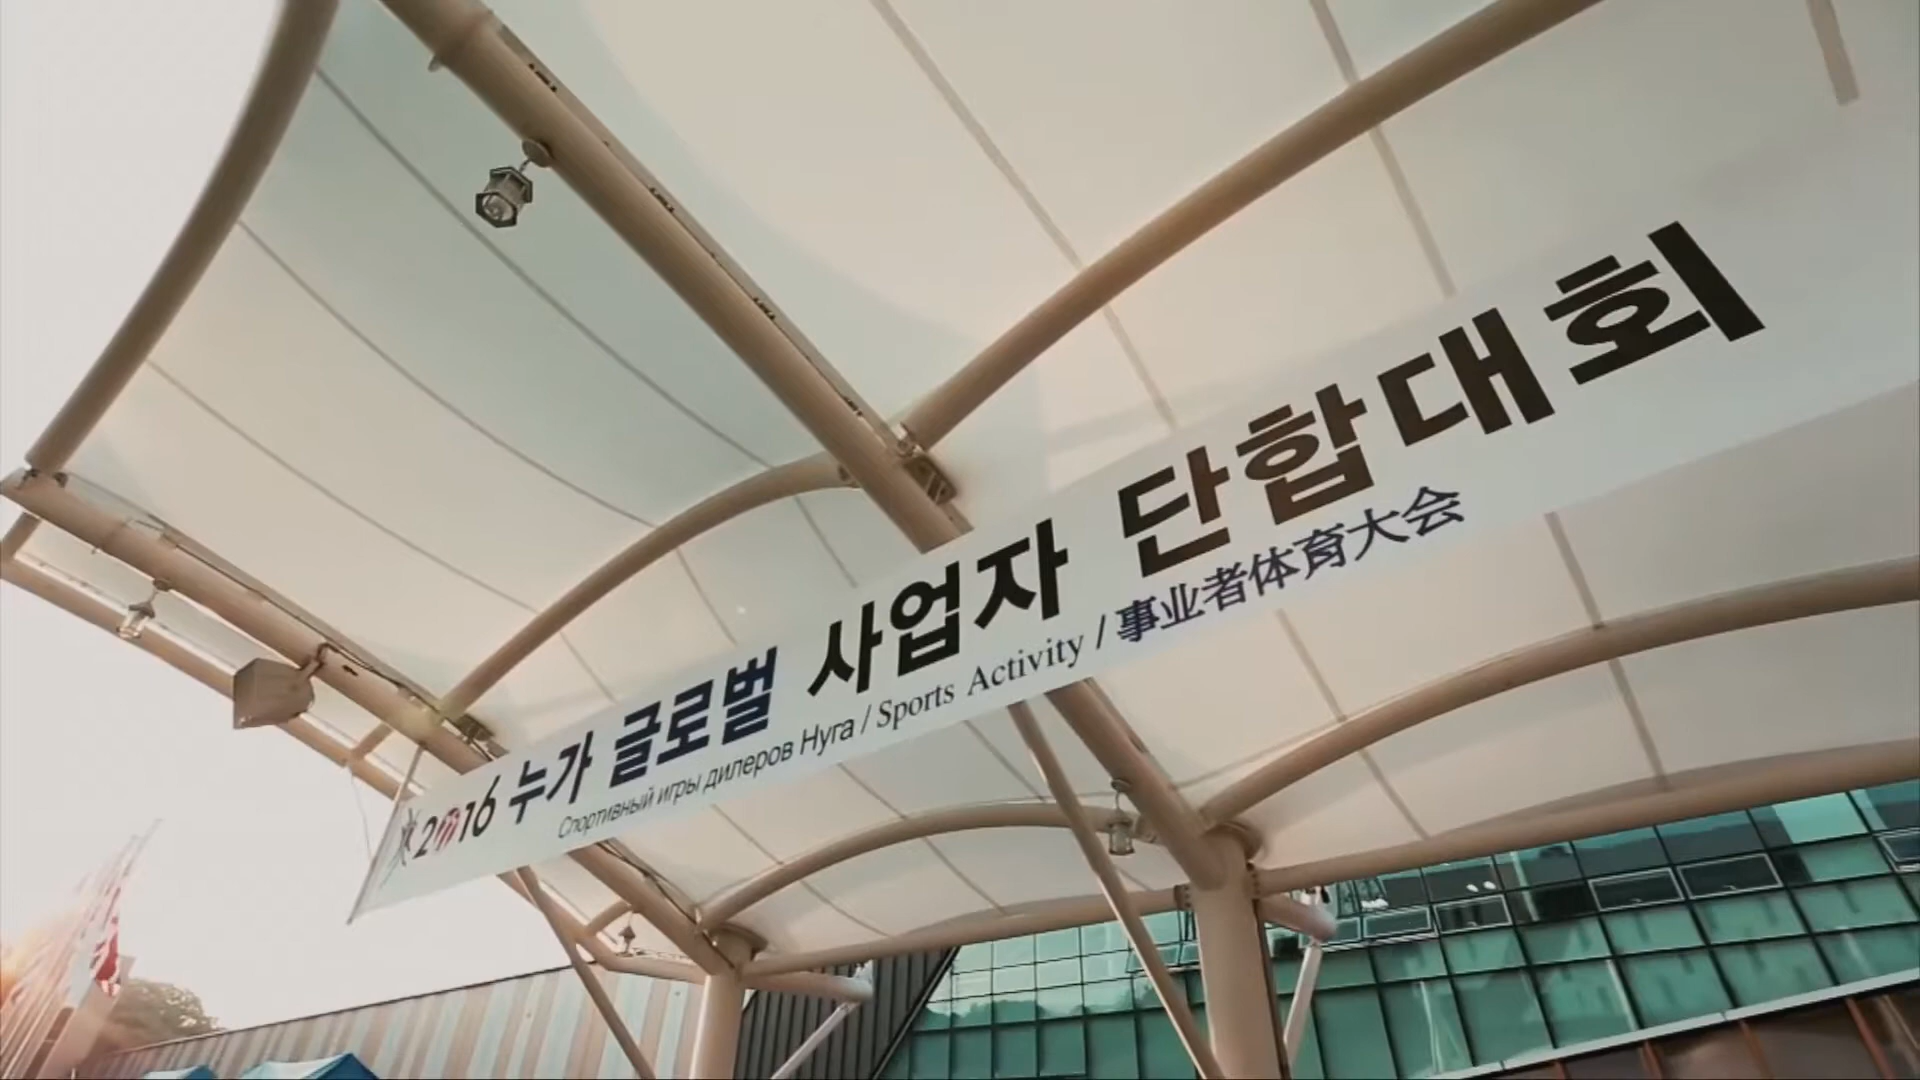 2016 누가 글로벌 사업자 단합대회
Спортивный игры дилеров Нуга / Sports Activity / 事业者体育大会